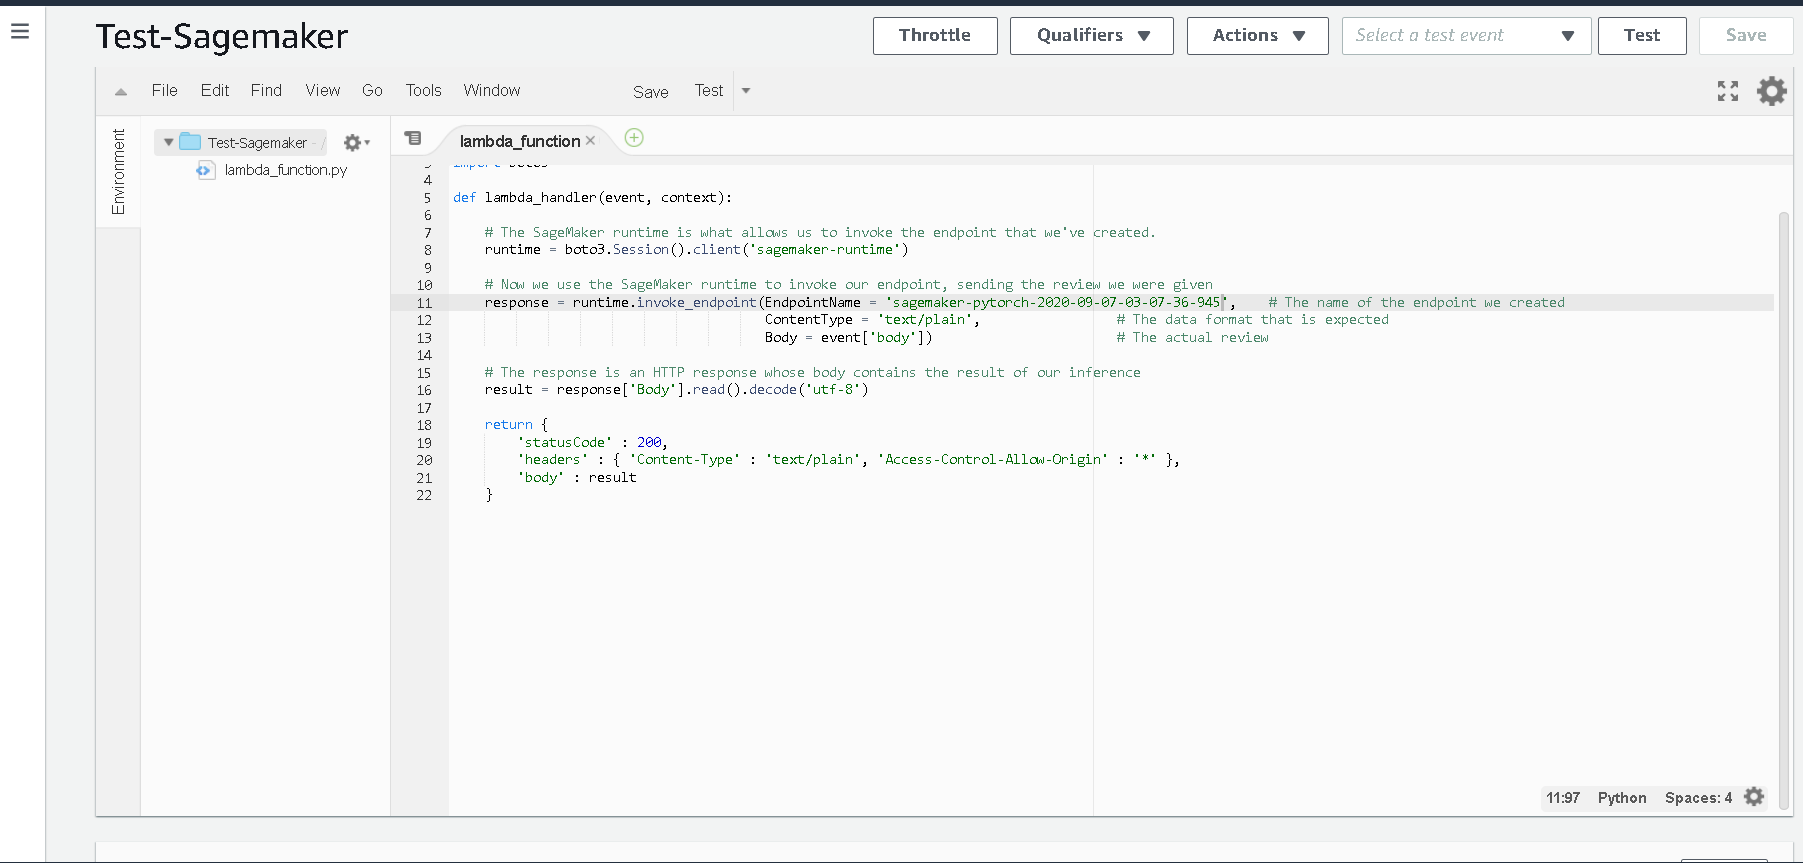 Test-Sagemaker
Throttle
Qualifiers
Actions
Select a test event
Test
Save
File Edit Find View Go Tools Window Save Test
Environment
Test-Sagemaker - /
lambda_function.py
lambda_function
3 import boto3
4
5 def lambda_handler(event, context):
6
7 # The SageMaker runtime is what allows us to invoke the endpoint that we've created.
8 runtime = boto3.Session().client('sagemaker-runtime')
9
10 # Now we use the SageMaker runtime to invoke our endpoint, sending the review we were given
11 response = runtime.invoke_endpoint(EndpointName = 'sagemaker-pytorch-2020-09-07-03-07-36-945', # The name of the endpoint we created
12 ContentType = 'text/plain', # The data format that is expected
13 Body = event['body']) # The actual review
14
15 # The response is an HTTP response whose body contains the result of our inference
16 result = response['Body'].read().decode('utf-8')
17
18 return {
19 'statusCode' : 200,
20 'headers' : { 'Content-Type' : 'text/plain', 'Access-Control-Allow-Origin' : '*' },
21 'body' : result
22 }
11:97 Python Spaces: 4